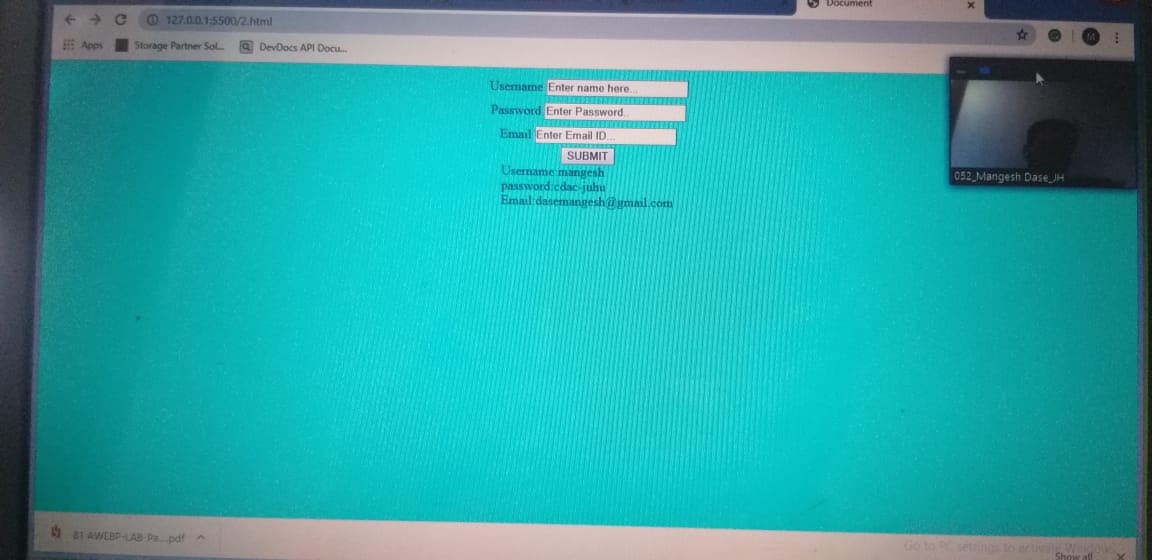 Document
127.0.0.1:5500/2.html
Apps Storage Partner Sol... DevDocs API Docu...
M
Username Enter name here...
Password Enter Password..
Email Enter Email ID...
SUBMIT
Username:mangesh
password:cdac-juhu
Email:dasemangesh@gmail.com
052_Mangesh Dase_JH
81 AWEBP-LAB-Pa....pdf
Go to PC settings to activate Windows.
Show all